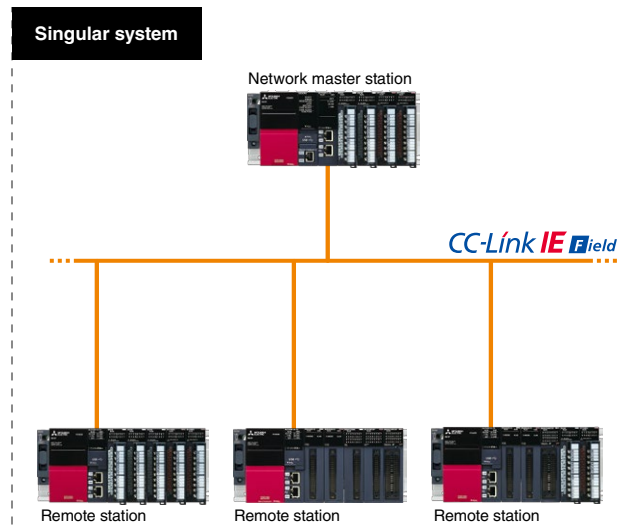 Singular system
Network master station
CC-Link IE Field
Remote station
Remote station
Remote station